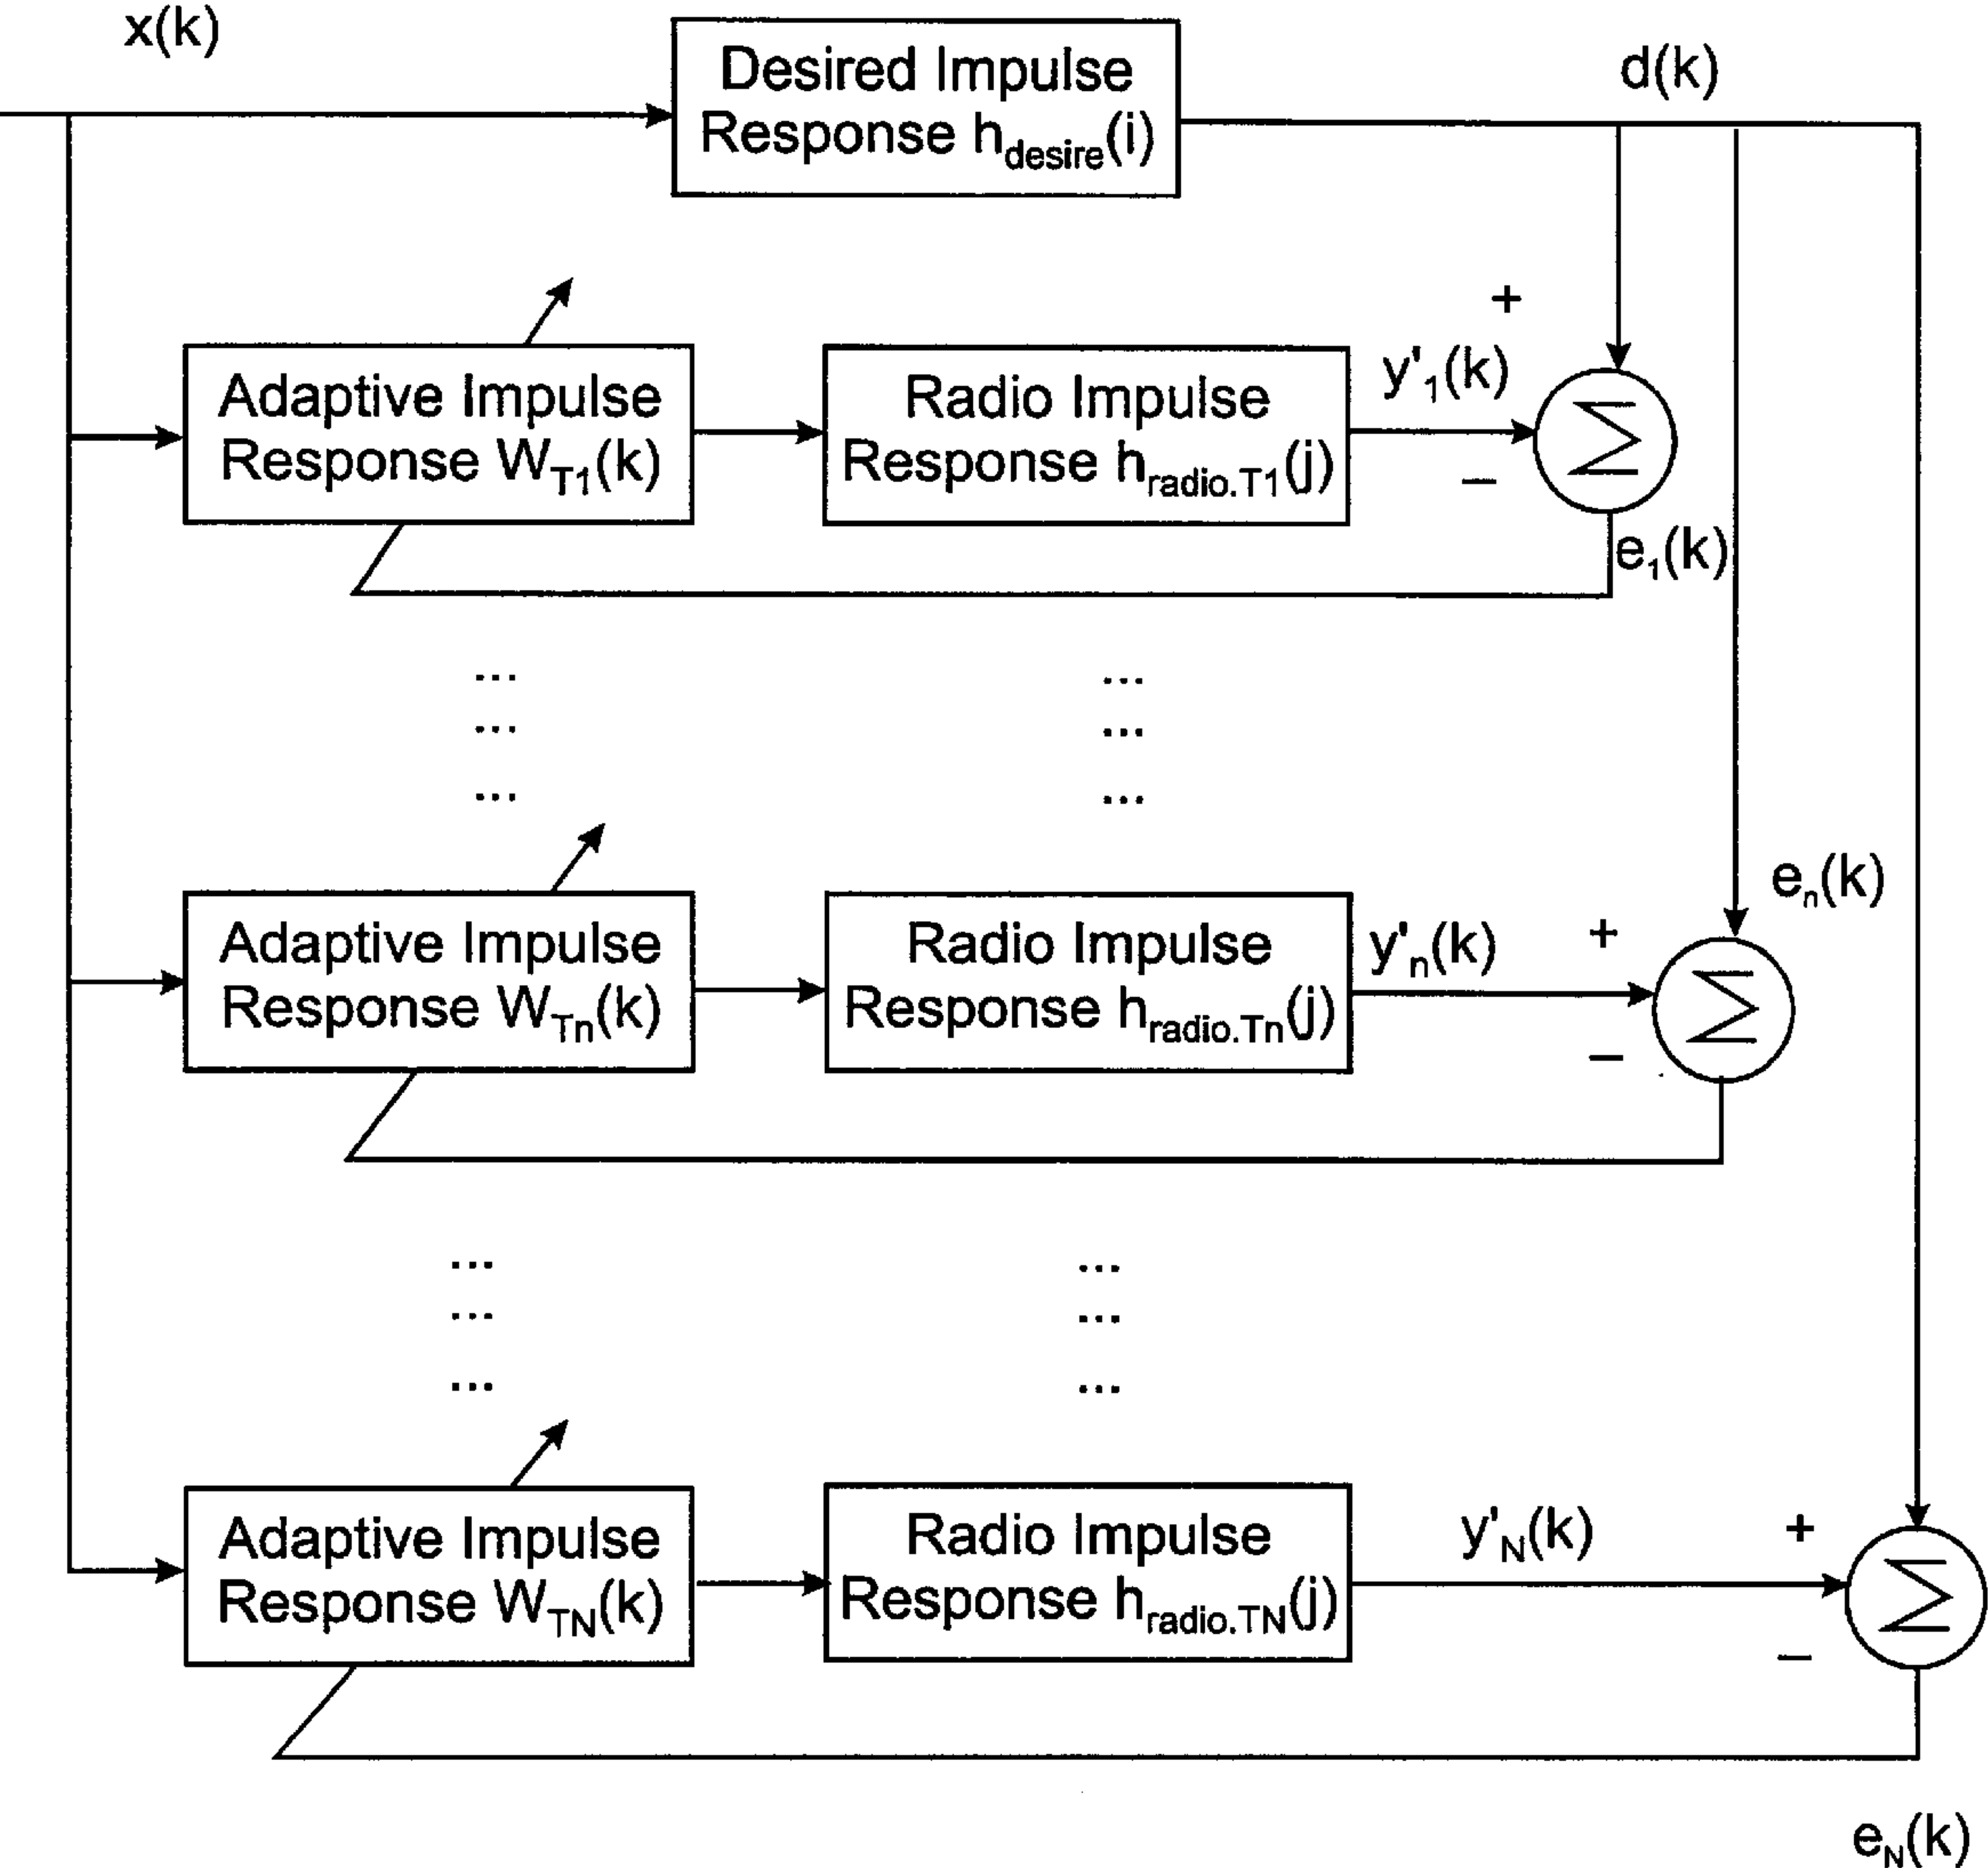 x(k)
Desired Impulse
Response h_desire(i)
d(k)
+
Adaptive Impulse
Response W_T1(k)
Radio Impulse
Response h_radio.T1(j)
y'_1(k)
Σ
–
e_1(k)
...
...
...
...
...
...
e_n(k)
Adaptive Impulse
Response W_Tn(k)
Radio Impulse
Response h_radio.Tn(j)
y'_n(k)
+
Σ
–
...
...
...
...
...
...
Adaptive Impulse
Response W_TN(k)
Radio Impulse
Response h_radio.TN(j)
y'_N(k)
+
Σ
–
e_N(k)